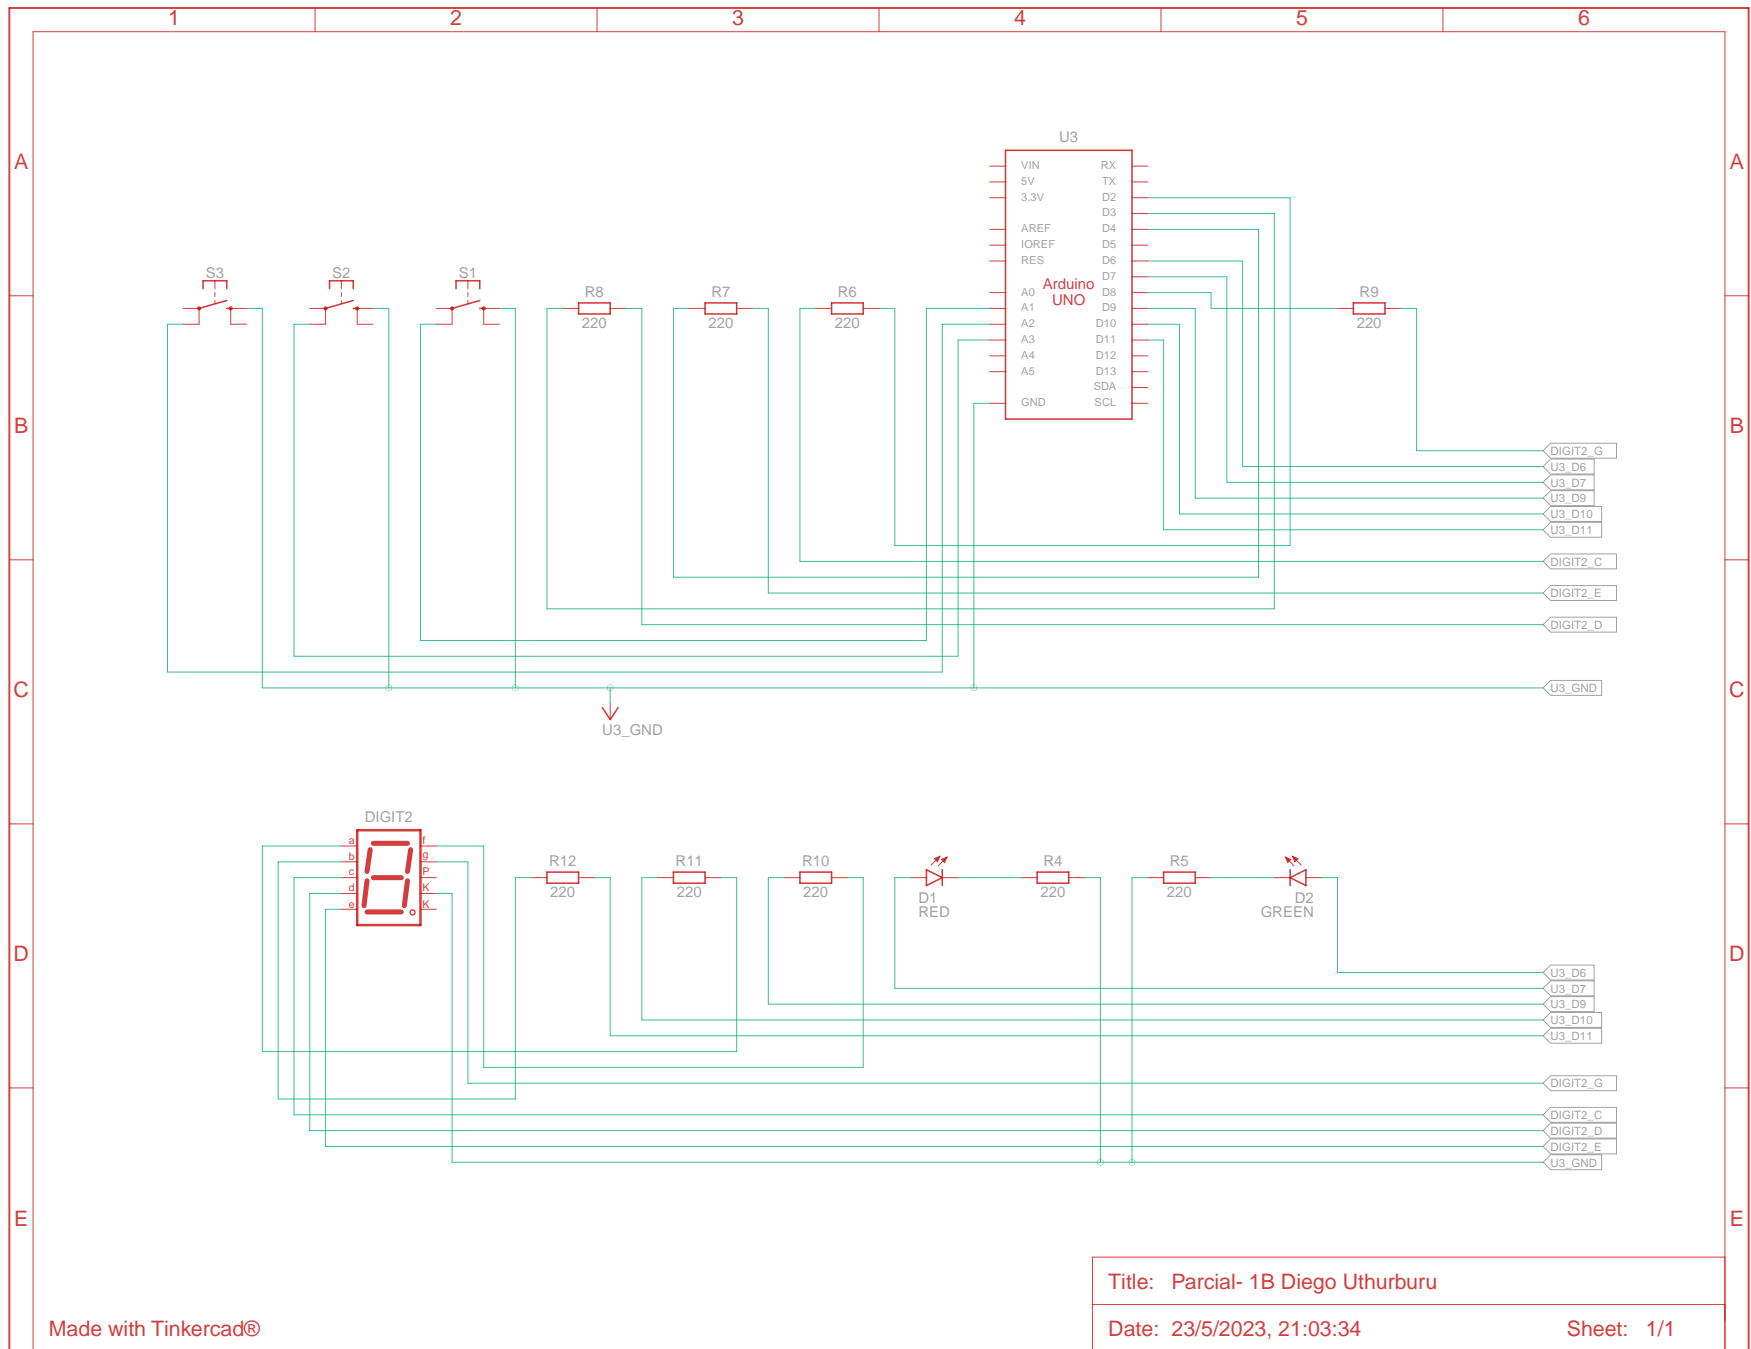 1 2 3 4 5 6
A A
B B
C C
D D
E E
U3
VIN RX
5V TX
3.3V D2
D3
AREF D4
IOREF D5
RES D6
D7
Arduino
UNO
A0 D8
A1 D9
A2 D10
A3 D11
A4 D12
A5 D13
SDA
GND SCL
S3 S2 S1
R8 R7 R6 R9
220 220 220 220
DIGIT2_G
U3_D6
U3_D7
U3_D9
U3_D10
U3_D11
DIGIT2_C
DIGIT2_E
DIGIT2_D
U3_GND
U3_GND
DIGIT2
a f
b g
c P
d K
e K
R12 R11 R10 R4 R5
220 220 220 220 220
D1
RED
D2
GREEN
U3_D6
U3_D7
U3_D9
U3_D10
U3_D11
DIGIT2_G
DIGIT2_C
DIGIT2_D
DIGIT2_E
U3_GND
Title: Parcial- 1B Diego Uthurburu
Date: 23/5/2023, 21:03:34 Sheet: 1/1
Made with Tinkercad®